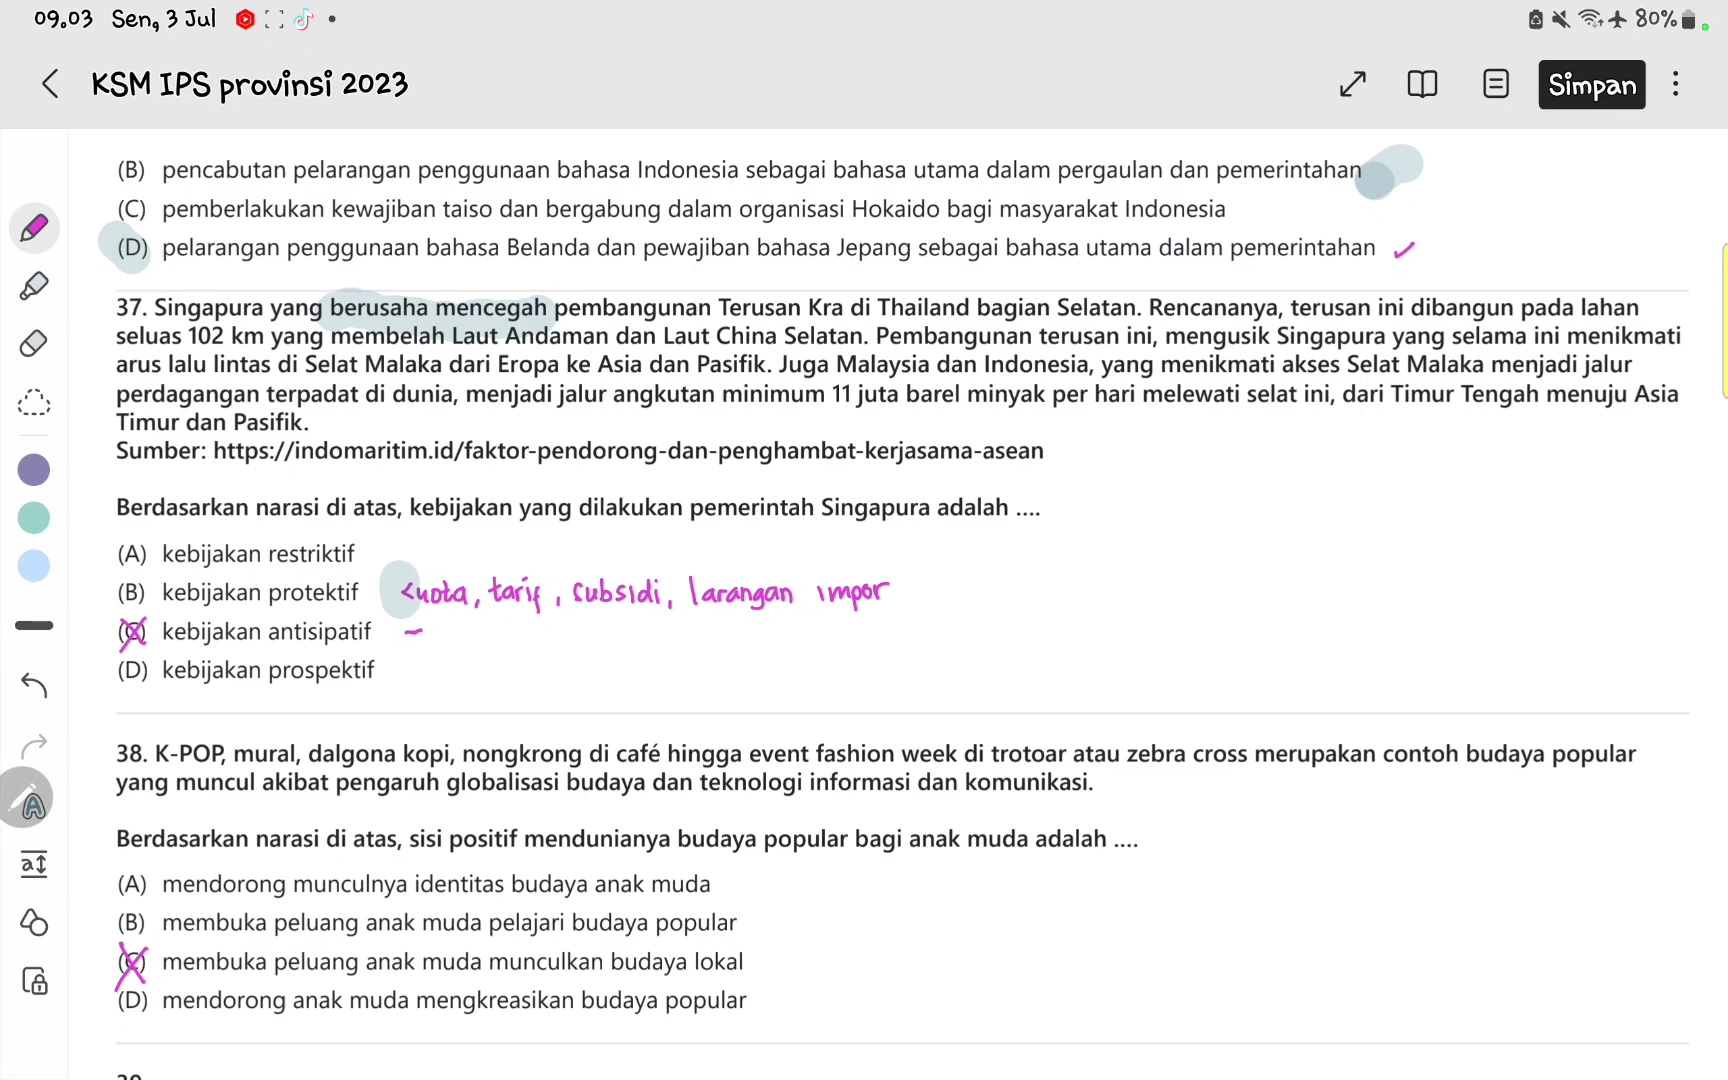 09.03 Sen, 3 Jul
80%
KSM IPS provinsi 2023
Simpan
(B) pencabutan pelarangan penggunaan bahasa Indonesia sebagai bahasa utama dalam pergaulan dan pemerintahan
(C) pemberlakukan kewajiban taiso dan bergabung dalam organisasi Hokaido bagi masyarakat Indonesia
(D) pelarangan penggunaan bahasa Belanda dan pewajiban bahasa Jepang sebagai bahasa utama dalam pemerintahan
37. Singapura yang berusaha mencegah pembangunan Terusan Kra di Thailand bagian Selatan. Rencananya, terusan ini dibangun pada lahan
seluas 102 km yang membelah Laut Andaman dan Laut China Selatan. Pembangunan terusan ini, mengusik Singapura yang selama ini menikmati
arus lalu lintas di Selat Malaka dari Eropa ke Asia dan Pasifik. Juga Malaysia dan Indonesia, yang menikmati akses Selat Malaka menjadi jalur
perdagangan terpadat di dunia, menjadi jalur angkutan minimum 11 juta barel minyak per hari melewati selat ini, dari Timur Tengah menuju Asia
Timur dan Pasifik.
Sumber: https://indomaritim.id/faktor-pendorong-dan-penghambat-kerjasama-asean
Berdasarkan narasi di atas, kebijakan yang dilakukan pemerintah Singapura adalah ....
(A) kebijakan restriktif
(B) kebijakan protektif kuota, tarif, subsidi, larangan impor
(C) kebijakan antisipatif –
(D) kebijakan prospektif
38. K-POP, mural, dalgona kopi, nongkrong di café hingga event fashion week di trotoar atau zebra cross merupakan contoh budaya popular
yang muncul akibat pengaruh globalisasi budaya dan teknologi informasi dan komunikasi.
Berdasarkan narasi di atas, sisi positif mendunianya budaya popular bagi anak muda adalah ....
(A) mendorong munculnya identitas budaya anak muda
(B) membuka peluang anak muda pelajari budaya popular
(C) membuka peluang anak muda munculkan budaya lokal
(D) mendorong anak muda mengkreasikan budaya popular